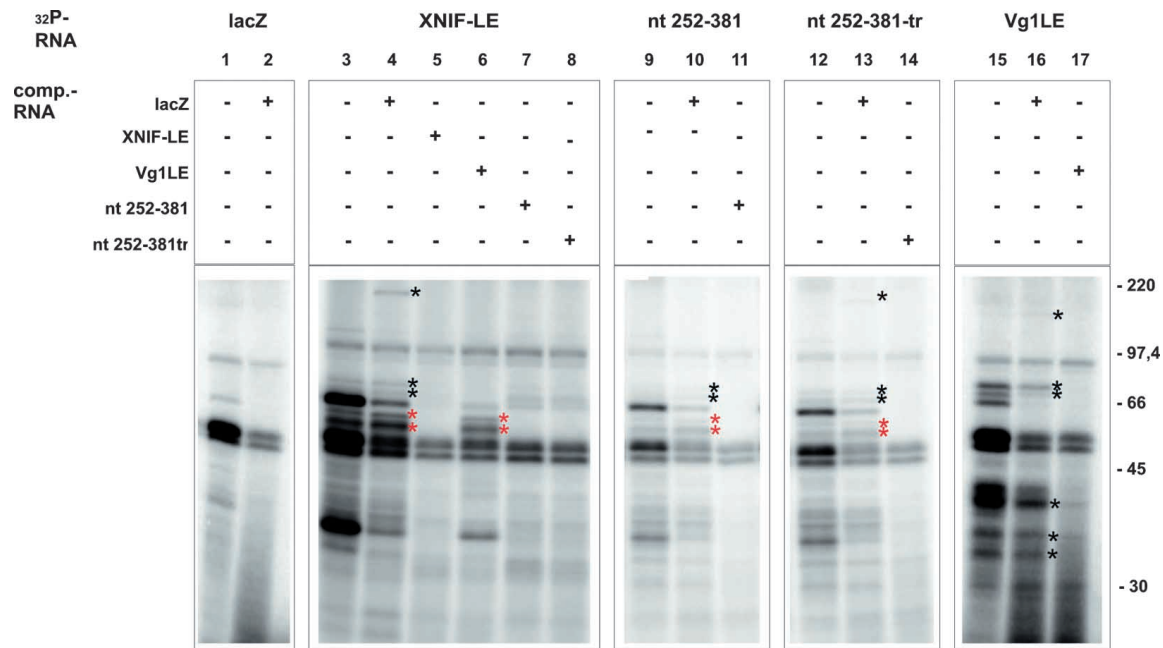 ³²P-
RNA
lacZ XNIF-LE nt 252-381 nt 252-381-tr Vg1LE
1 2 3 4 5 6 7 8 9 10 11 12 13 14 15 16 17
comp.-
RNA
lacZ - + - + - - - - - + - - + - - + -
XNIF-LE - - - - + - - - - - - - - - - - -
Vg1LE - - - - - + - - - - - - - - - - +
nt 252-381 - - - - - - + - - - + - - - - - -
nt 252-381tr - - - - - - - + - - - - - + - - -
* - 220
*
* - 97,4
* * * *
* * * * - 66
* * * *
* * * *
- 45
*
*
*
- 30